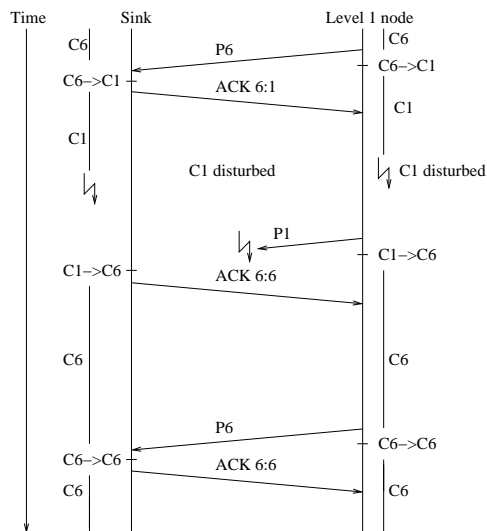 Time Sink Level 1 node
C6 C6
P6
C6->C1 C6->C1
ACK 6:1
C1
C1
C1 disturbed C1 disturbed
P1
C1->C6
C1->C6 ACK 6:6
C6 C6
P6
C6->C6
C6->C6 ACK 6:6
C6 C6